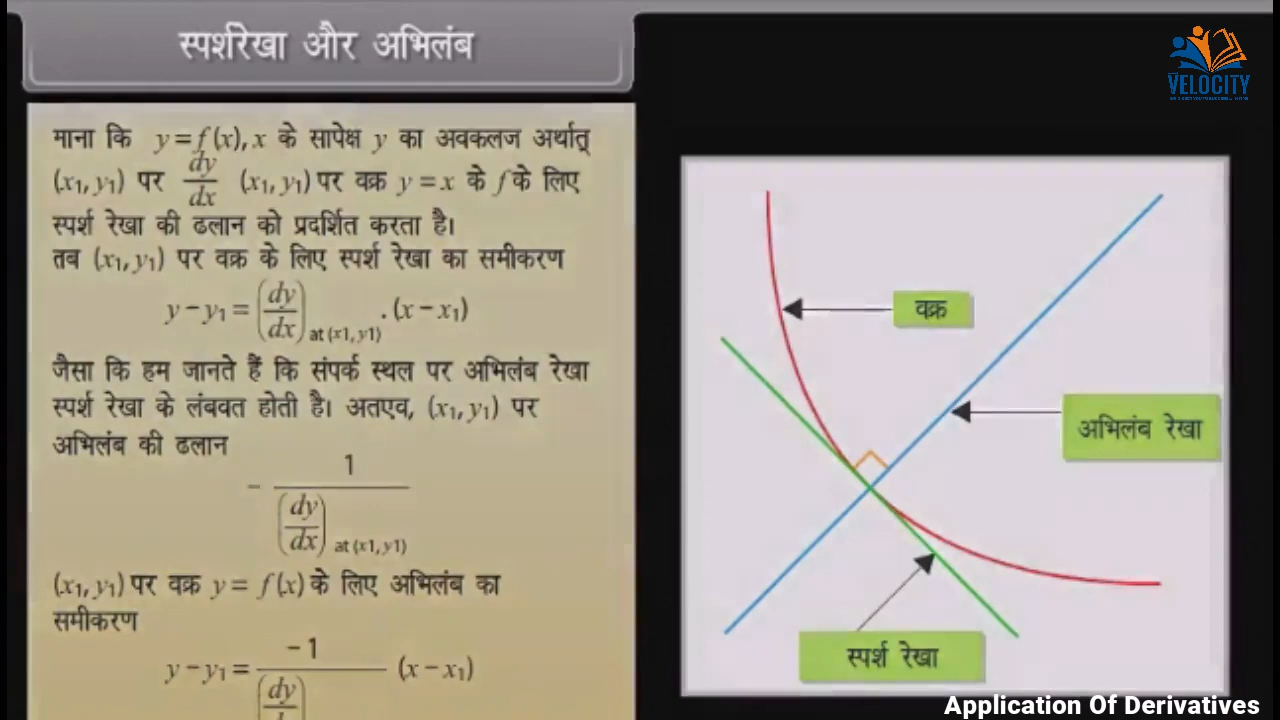 स्पर्शरेखा और अभिलंब
VELOCITY
माना कि y = f(x), x के सापेक्ष y का अवकलज अर्थात्
(x₁, y₁) पर dy/dx (x₁, y₁) पर वक्र y = x के f के लिए
स्पर्श रेखा की ढलान को प्रदर्शित करता है।
तब (x₁, y₁) पर वक्र के लिए स्पर्श रेखा का समीकरण
y − y₁ = (dy/dx) at (x1, y1) . (x − x₁)
जैसा कि हम जानते हैं कि संपर्क स्थल पर अभिलंब रेखा
स्पर्श रेखा के लंबवत होती है। अतएव, (x₁, y₁) पर
अभिलंब की ढलान
− 1 / (dy/dx) at (x1, y1)
(x₁, y₁) पर वक्र y = f(x) के लिए अभिलंब का
समीकरण
y − y₁ = −1 / (dy (x − x₁)
वक्र
अभिलंब रेखा
स्पर्श रेखा
Application Of Derivatives